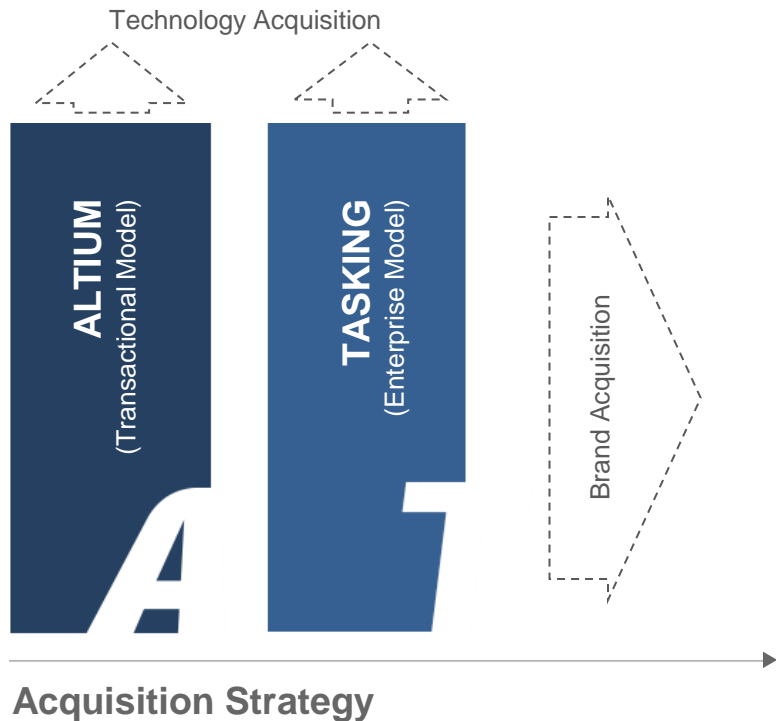 Technology Acquisition
ALTIUM
(Transactional Model)
A
TASKING
(Enterprise Model)
T
Brand Acquisition
Acquisition Strategy